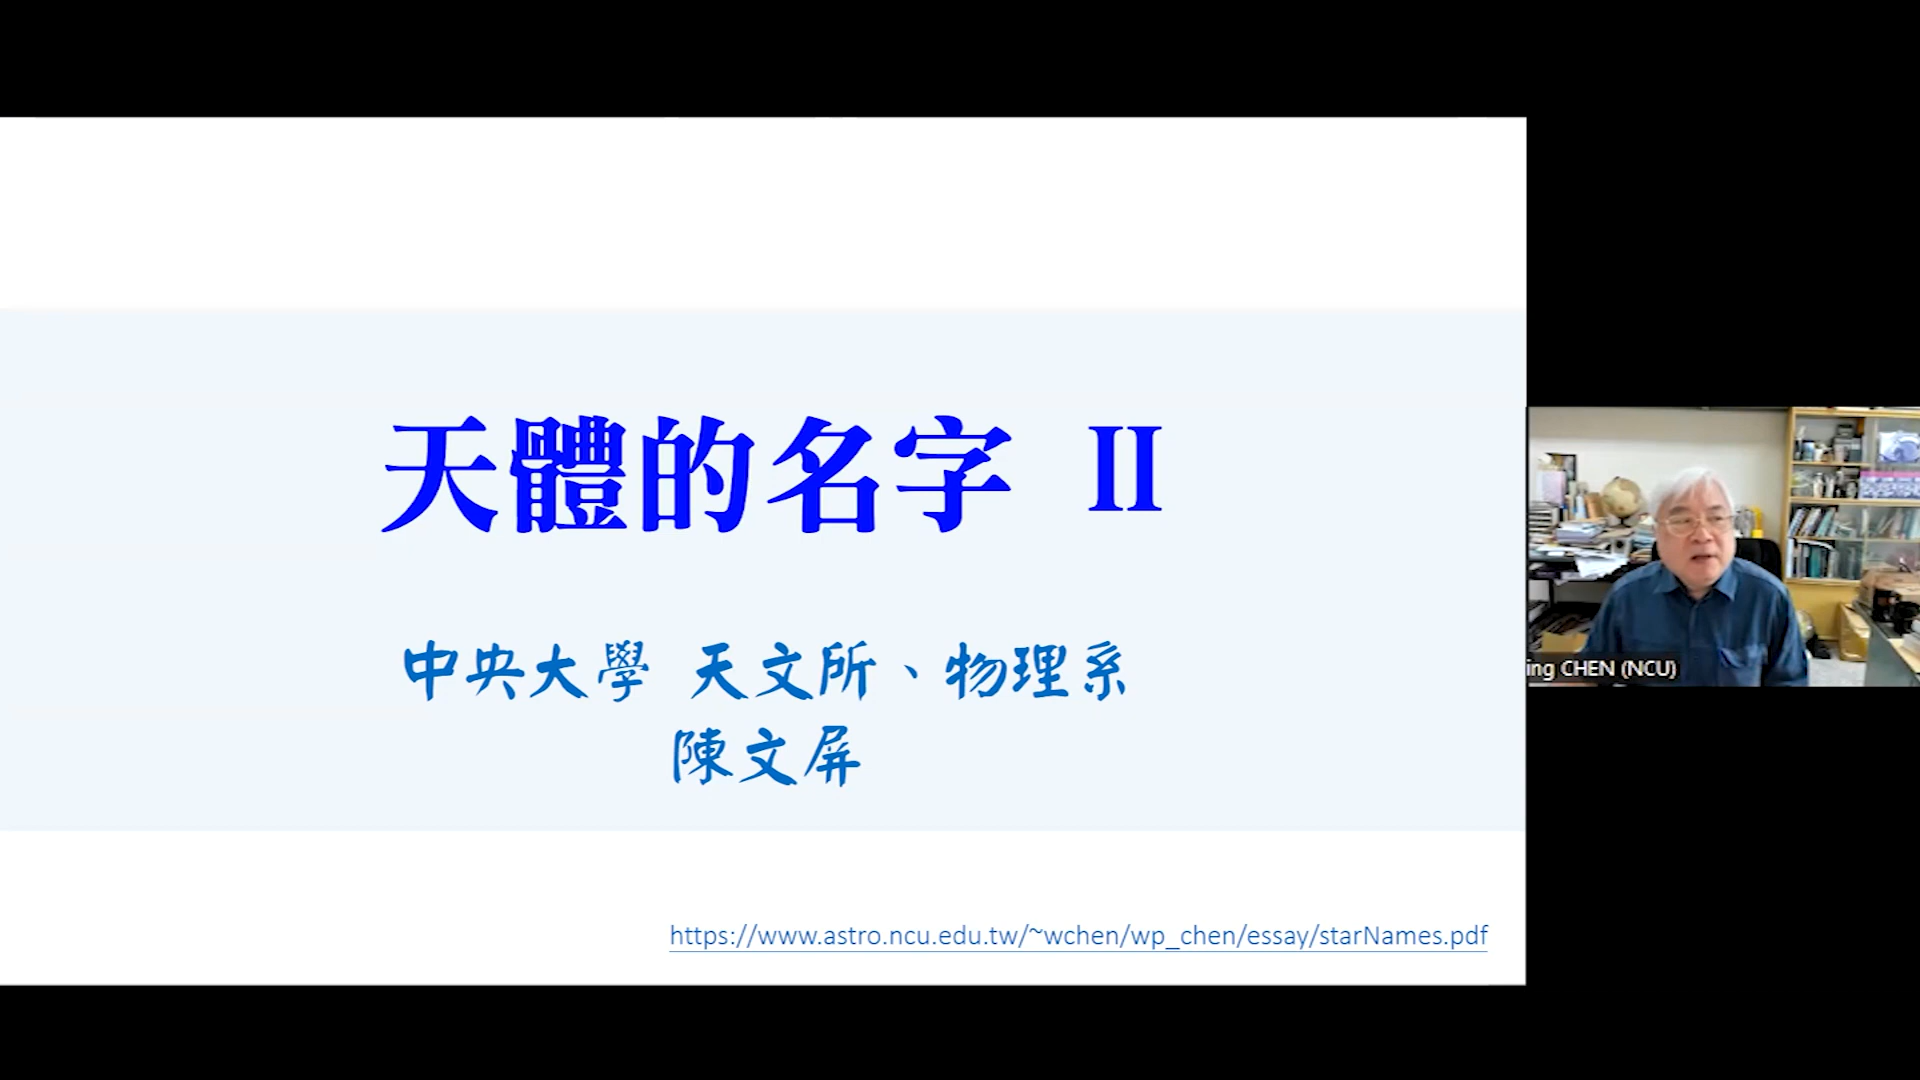 天體的名字 II
中央大學 天文所、物理系
陳文屏
https://www.astro.ncu.edu.tw/~wchen/wp_chen/essay/starNames.pdf
ing CHEN (NCU)